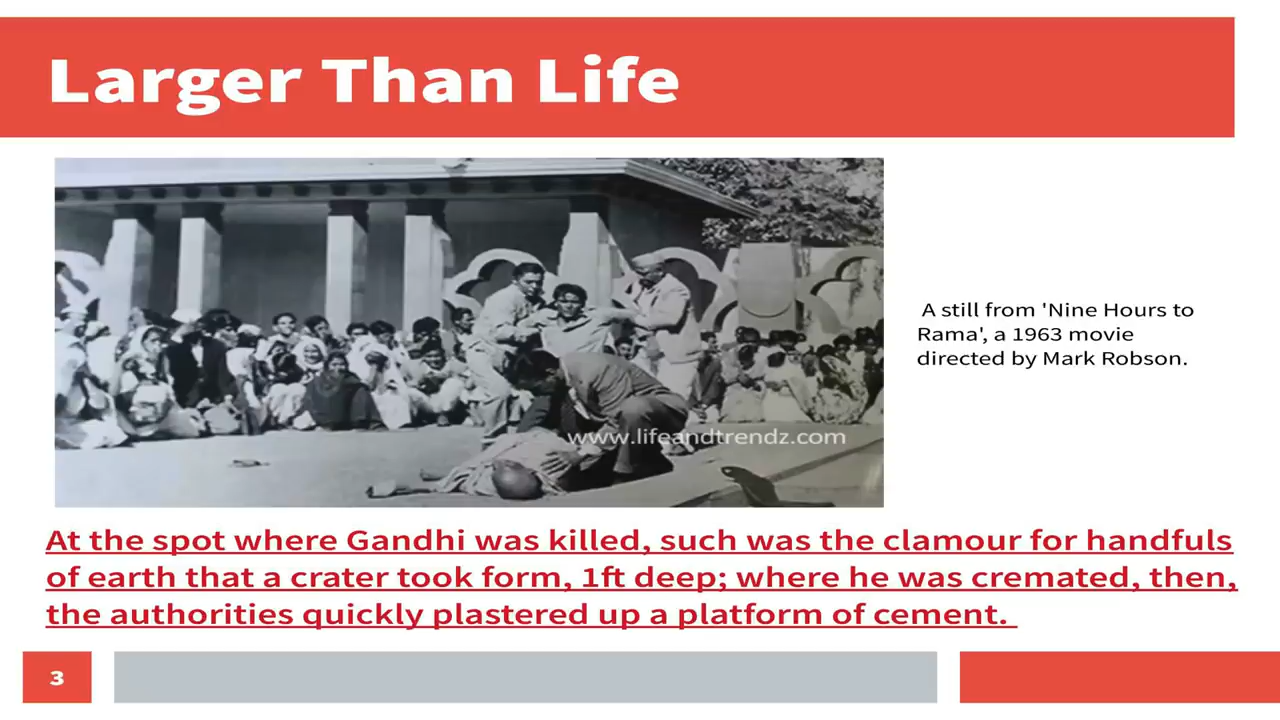 Larger Than Life
www.lifeandtrendz.com
A still from 'Nine Hours to
Rama', a 1963 movie
directed by Mark Robson.
At the spot where Gandhi was killed, such was the clamour for handfuls
of earth that a crater took form, 1ft deep; where he was cremated, then,
the authorities quickly plastered up a platform of cement.
3